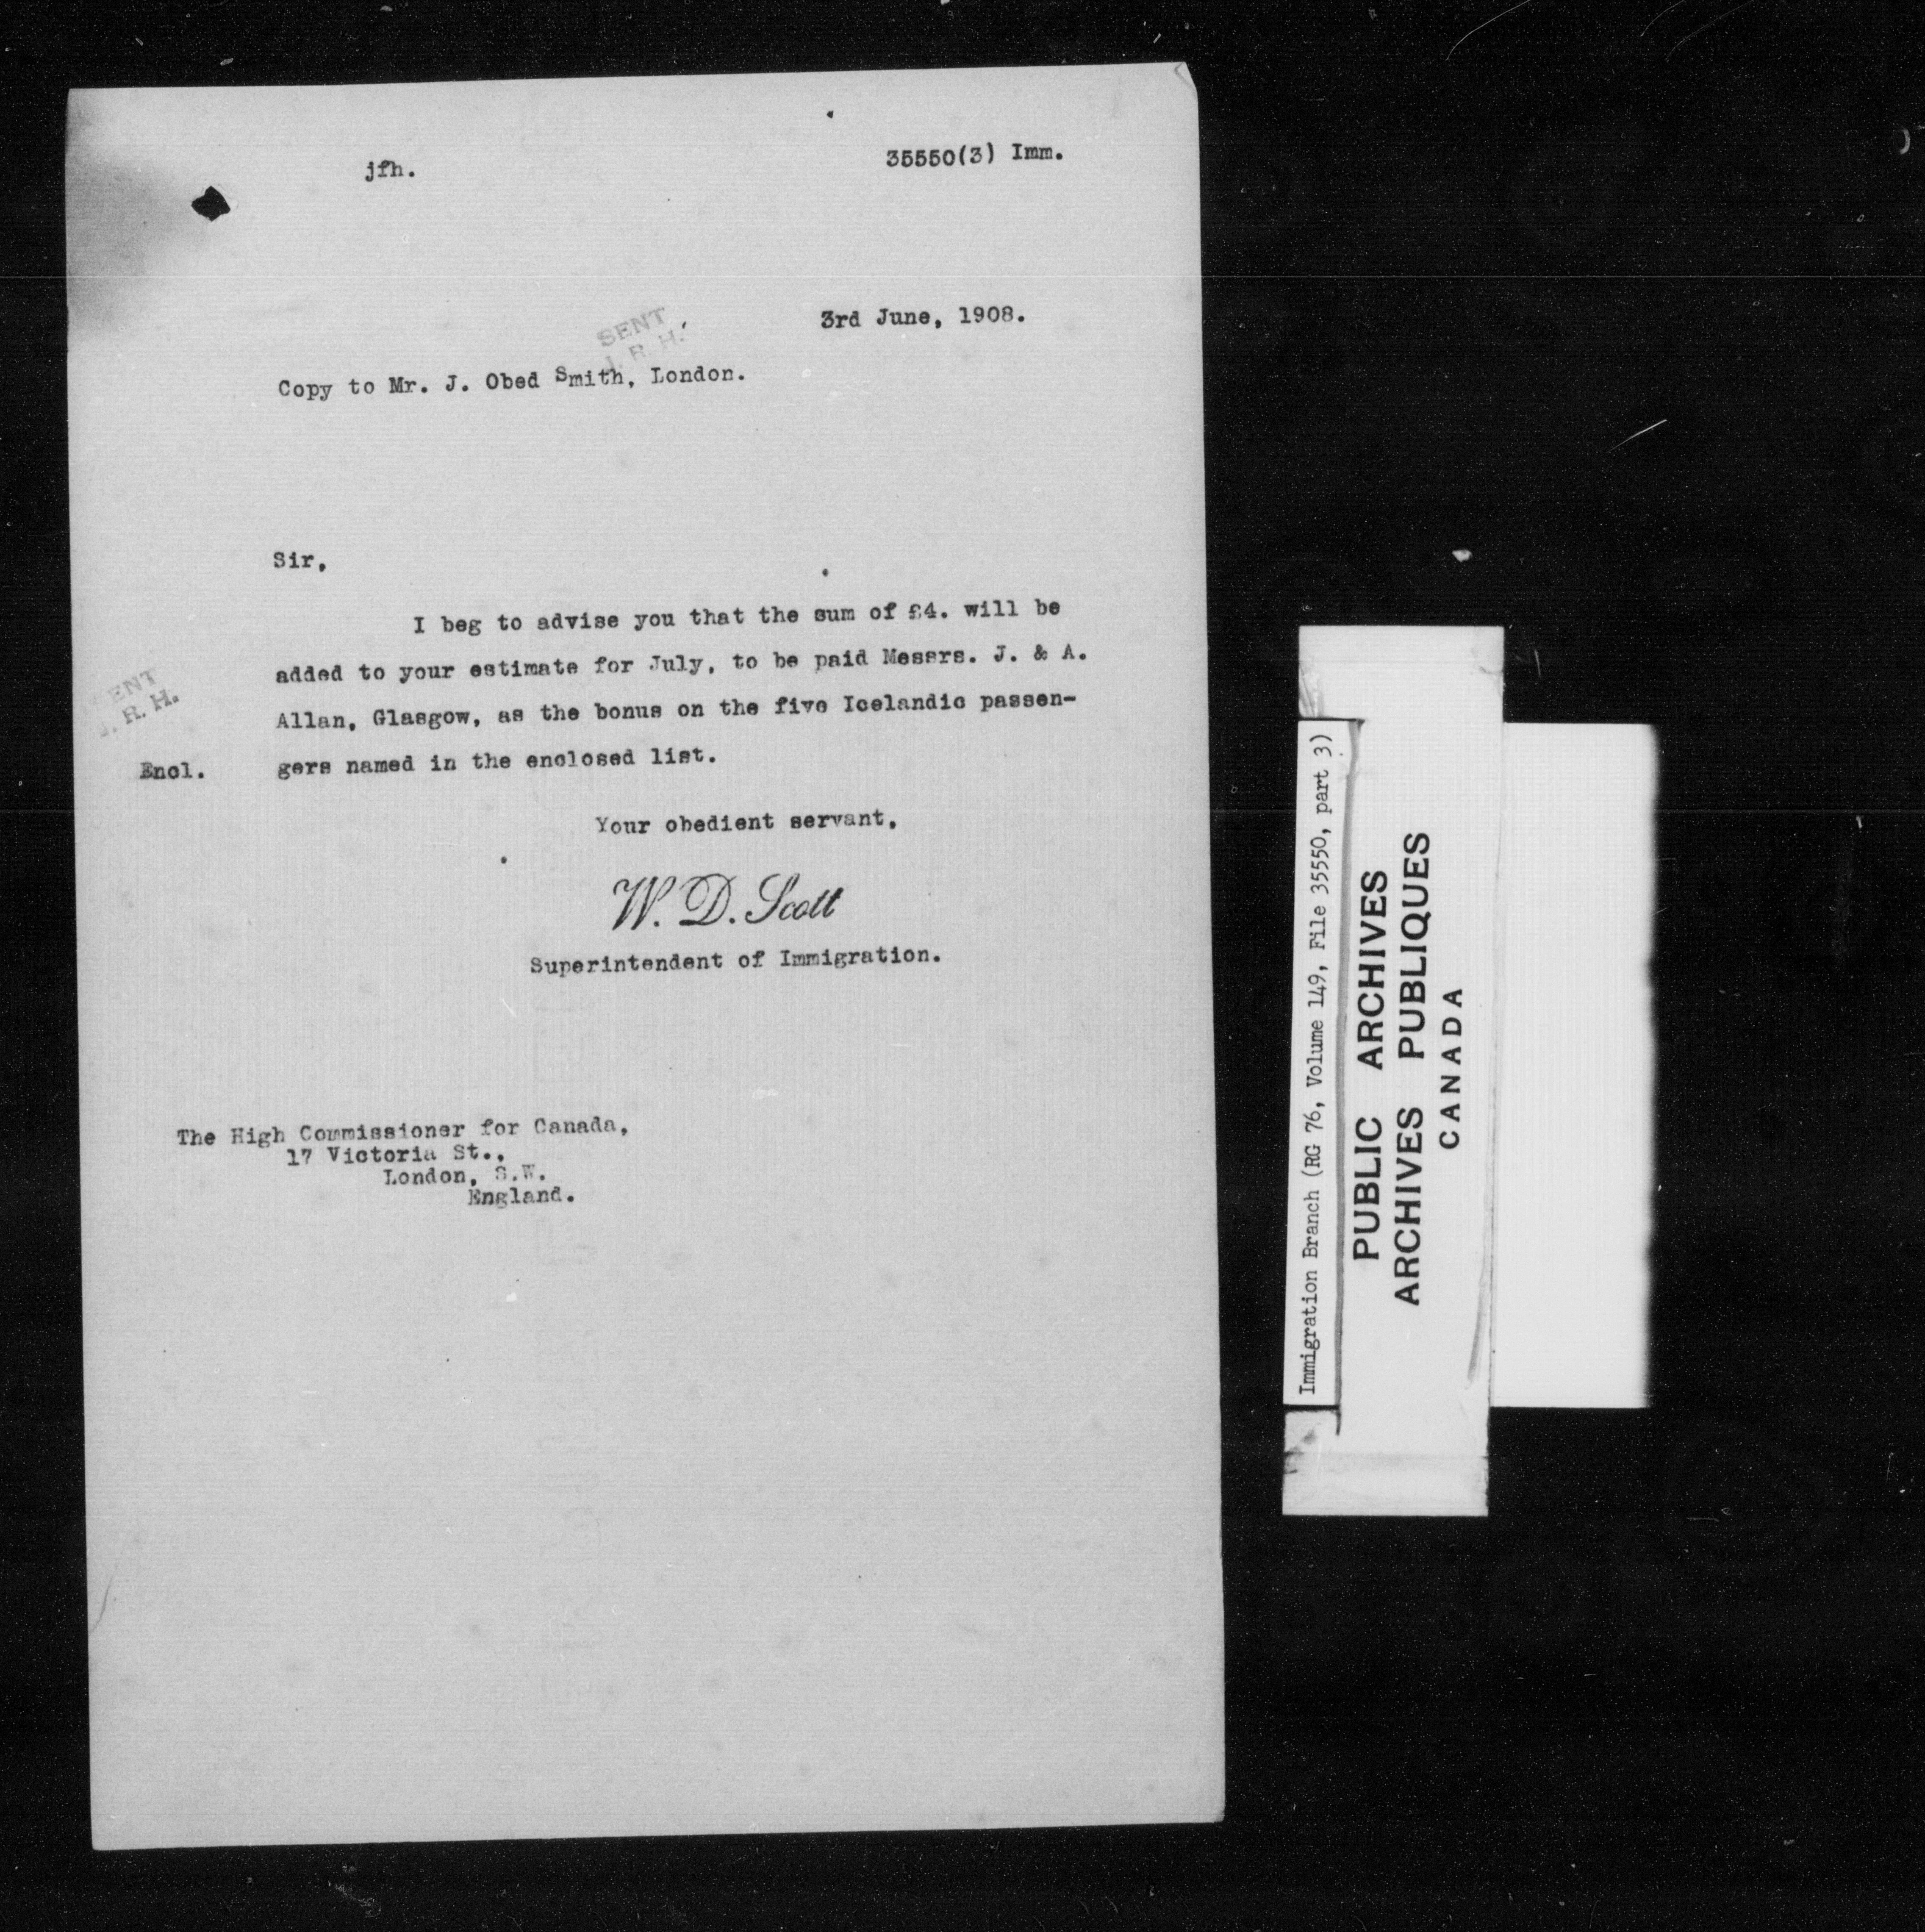 jfh.
35550(3) Imm.
3rd June, 1908.
SENT
J. R. H.
Copy to Mr. J. Obed Smith, London.
Sir,
I beg to advise you that the sum of £4. will be
added to your estimate for July, to be paid Messrs. J. & A.
Allan, Glasgow, as the bonus on the five Icelandic passen-
Encl. gers named in the enclosed list.
ENT
J. R. H.
Your obedient servant,
W. D. Scott
Superintendent of Immigration.
The High Commissioner for Canada,
17 Victoria St.,
London, S.W.
England.
Immigration Branch (RG 76, Volume 149, File 35550, part 3)
PUBLIC ARCHIVES
ARCHIVES PUBLIQUES
CANADA